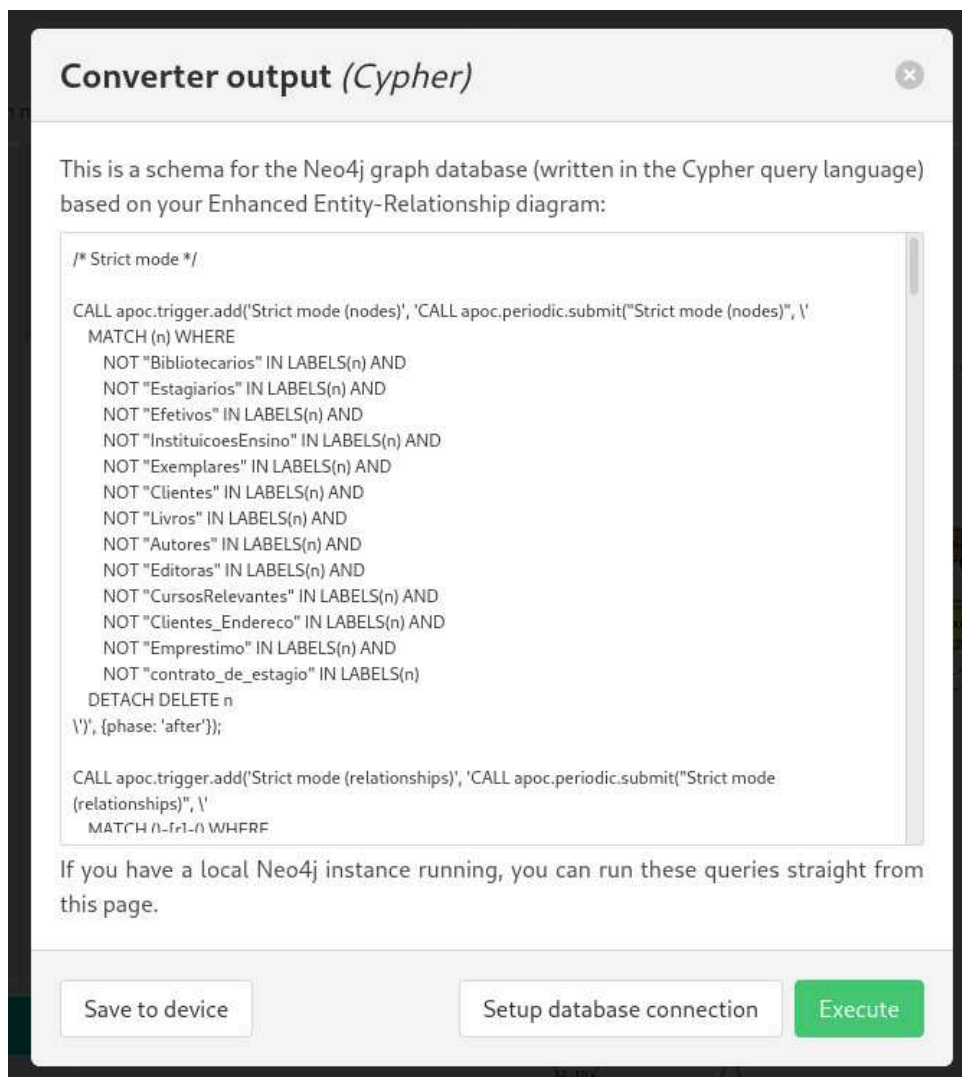 Converter output (Cypher)
This is a schema for the Neo4j graph database (written in the Cypher query language)
based on your Enhanced Entity-Relationship diagram:
/* Strict mode */
CALL apoc.trigger.add('Strict mode (nodes)', 'CALL apoc.periodic.submit("Strict mode (nodes)", \'
MATCH (n) WHERE
NOT "Bibliotecarios" IN LABELS(n) AND
NOT "Estagiarios" IN LABELS(n) AND
NOT "Efetivos" IN LABELS(n) AND
NOT "InstituicoesEnsino" IN LABELS(n) AND
NOT "Exemplares" IN LABELS(n) AND
NOT "Clientes" IN LABELS(n) AND
NOT "Livros" IN LABELS(n) AND
NOT "Autores" IN LABELS(n) AND
NOT "Editoras" IN LABELS(n) AND
NOT "CursosRelevantes" IN LABELS(n) AND
NOT "Clientes_Endereco" IN LABELS(n) AND
NOT "Emprestimo" IN LABELS(n) AND
NOT "contrato_de_estagio" IN LABELS(n)
DETACH DELETE n
\')', {phase: 'after'});
CALL apoc.trigger.add('Strict mode (relationships)', 'CALL apoc.periodic.submit("Strict mode
(relationships)", \'
MATCH ()-[r]-() WHERE
If you have a local Neo4j instance running, you can run these queries straight from
this page.
Save to device
Setup database connection
Execute